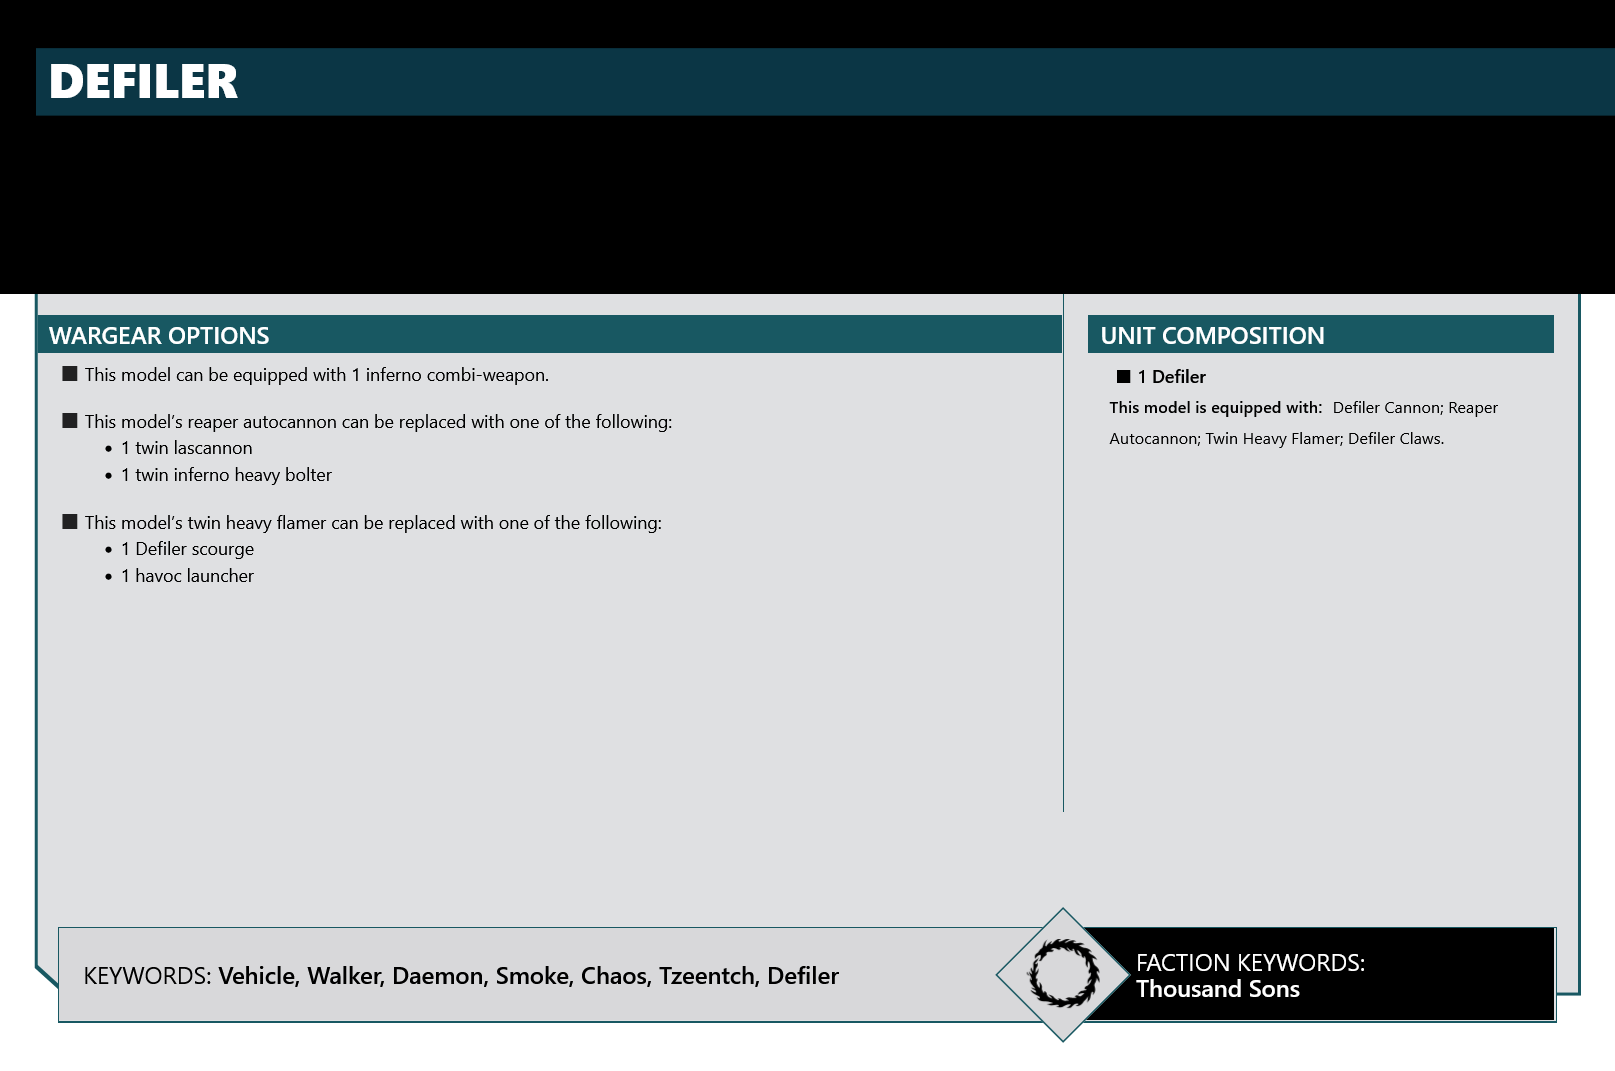 DEFILER
WARGEAR OPTIONS
■ This model can be equipped with 1 inferno combi-weapon.
■ This model’s reaper autocannon can be replaced with one of the following:
• 1 twin lascannon
• 1 twin inferno heavy bolter
■ This model’s twin heavy flamer can be replaced with one of the following:
• 1 Defiler scourge
• 1 havoc launcher
UNIT COMPOSITION
■ 1 Defiler
This model is equipped with: Defiler Cannon; Reaper
Autocannon; Twin Heavy Flamer; Defiler Claws.
KEYWORDS: Vehicle, Walker, Daemon, Smoke, Chaos, Tzeentch, Defiler
FACTION KEYWORDS:
Thousand Sons